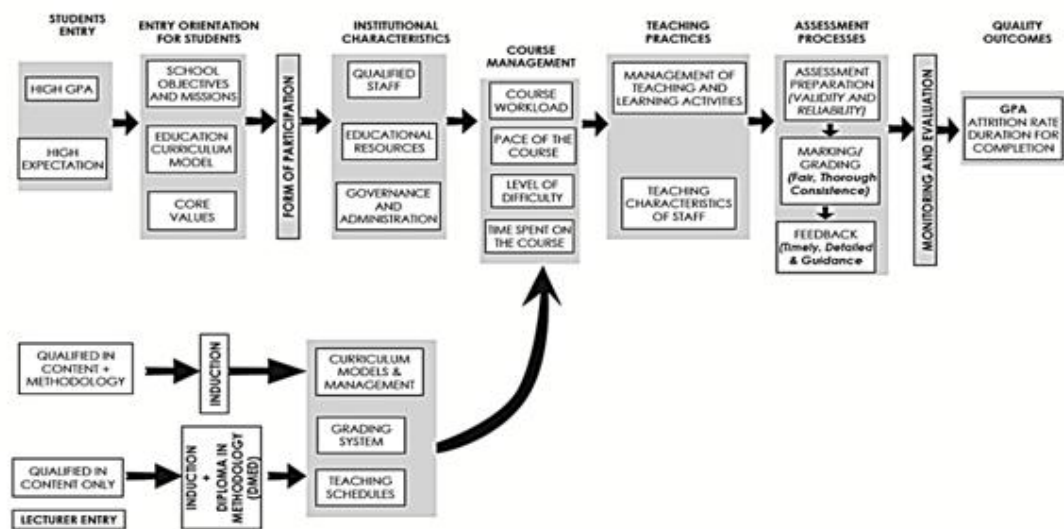 STUDENTS
ENTRY
HIGH GPA
HIGH
EXPECTATION
ENTRY ORIENTATION
FOR STUDENTS
SCHOOL
OBJECTIVES
AND MISSIONS
EDUCATION
CURRICULUM
MODEL
CORE
VALUES
FORM OF PARTICIPATION
INSTITUTIONAL
CHARACTERISTICS
QUALIFIED
STAFF
EDUCATIONAL
RESOURCES
GOVERNANCE
AND
ADMINISTRATION
COURSE
MANAGEMENT
COURSE
WORKLOAD
PACE OF THE
COURSE
LEVEL OF
DIFFICULTY
TIME SPENT ON
THE COURSE
TEACHING
PRACTICES
MANAGEMENT OF
TEACHING AND
LEARNING ACTIVITIES
TEACHING
CHARACTERISTICS
OF STAFF
ASSESSMENT
PROCESSES
ASSESSMENT
PREPARATION
(VALIDITY AND
RELIABILITY)
MARKING/
GRADING
(Fair, Thorough
Consistence)
FEEDBACK
(Timely, Detailed
& Guidance
MONITORING AND EVALUATION
QUALITY
OUTCOMES
GPA
ATTRITION RATE
DURATION FOR
COMPLETION
QUALIFIED IN
CONTENT +
METHODOLOGY
INDUCTION
CURRICULUM
MODELS &
MANAGEMENT
GRADING
SYSTEM
TEACHING
SCHEDULES
QUALIFIED IN
CONTENT ONLY
INDUCTION
+
DIPLOMA IN
METHODOLOGY
(DMED)
LECTURER ENTRY